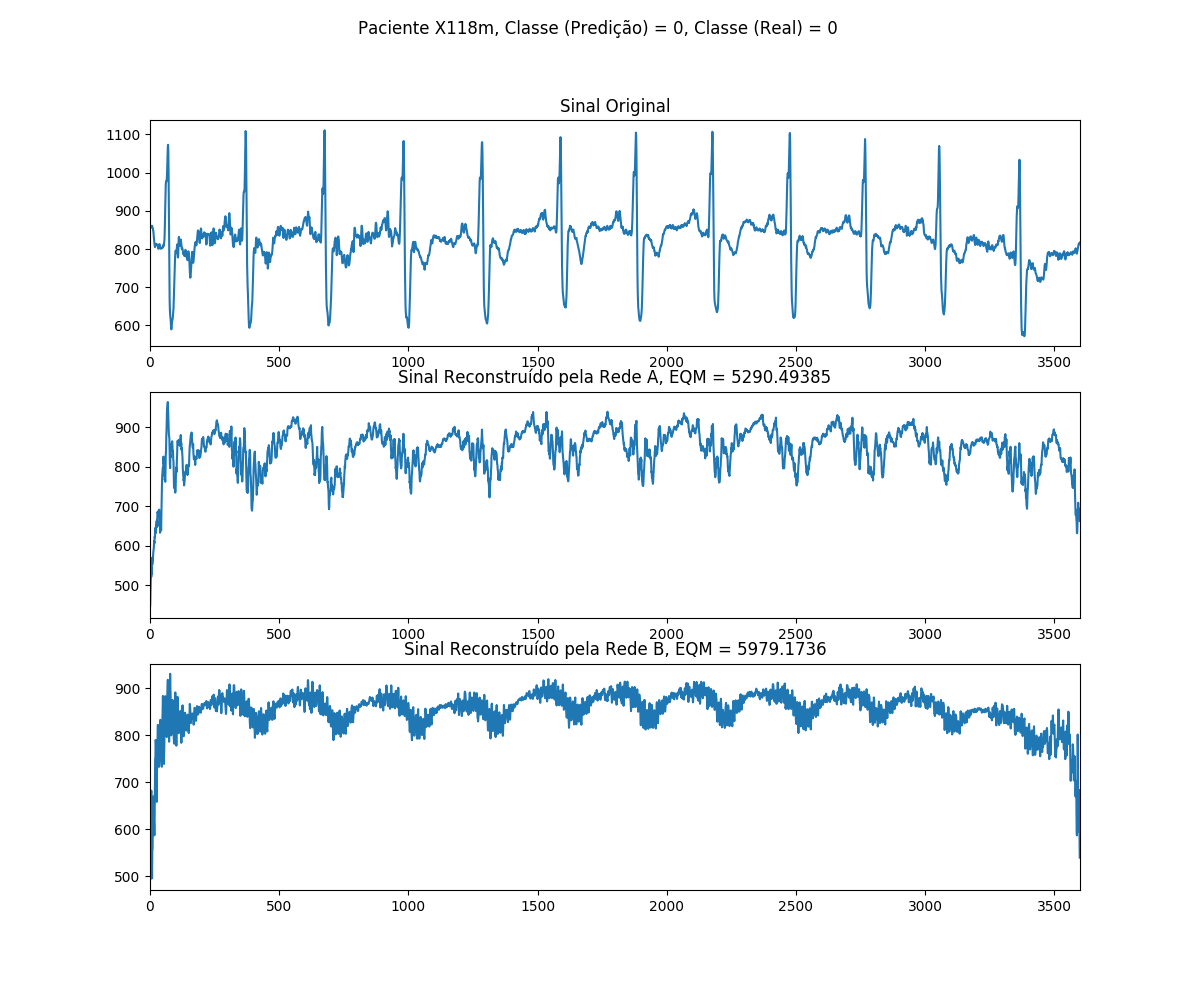 Paciente X118m, Classe (Predição) = 0, Classe (Real) = 0
Sinal Original
1100
1000
900
800
700
600
0 500 1000 1500 2000 2500 3000 3500
Sinal Reconstruído pela Rede A, EQM = 5290.49385
900
800
700
600
500
0 500 1000 1500 2000 2500 3000 3500
Sinal Reconstruído pela Rede B, EQM = 5979.1736
900
800
700
600
500
0 500 1000 1500 2000 2500 3000 3500